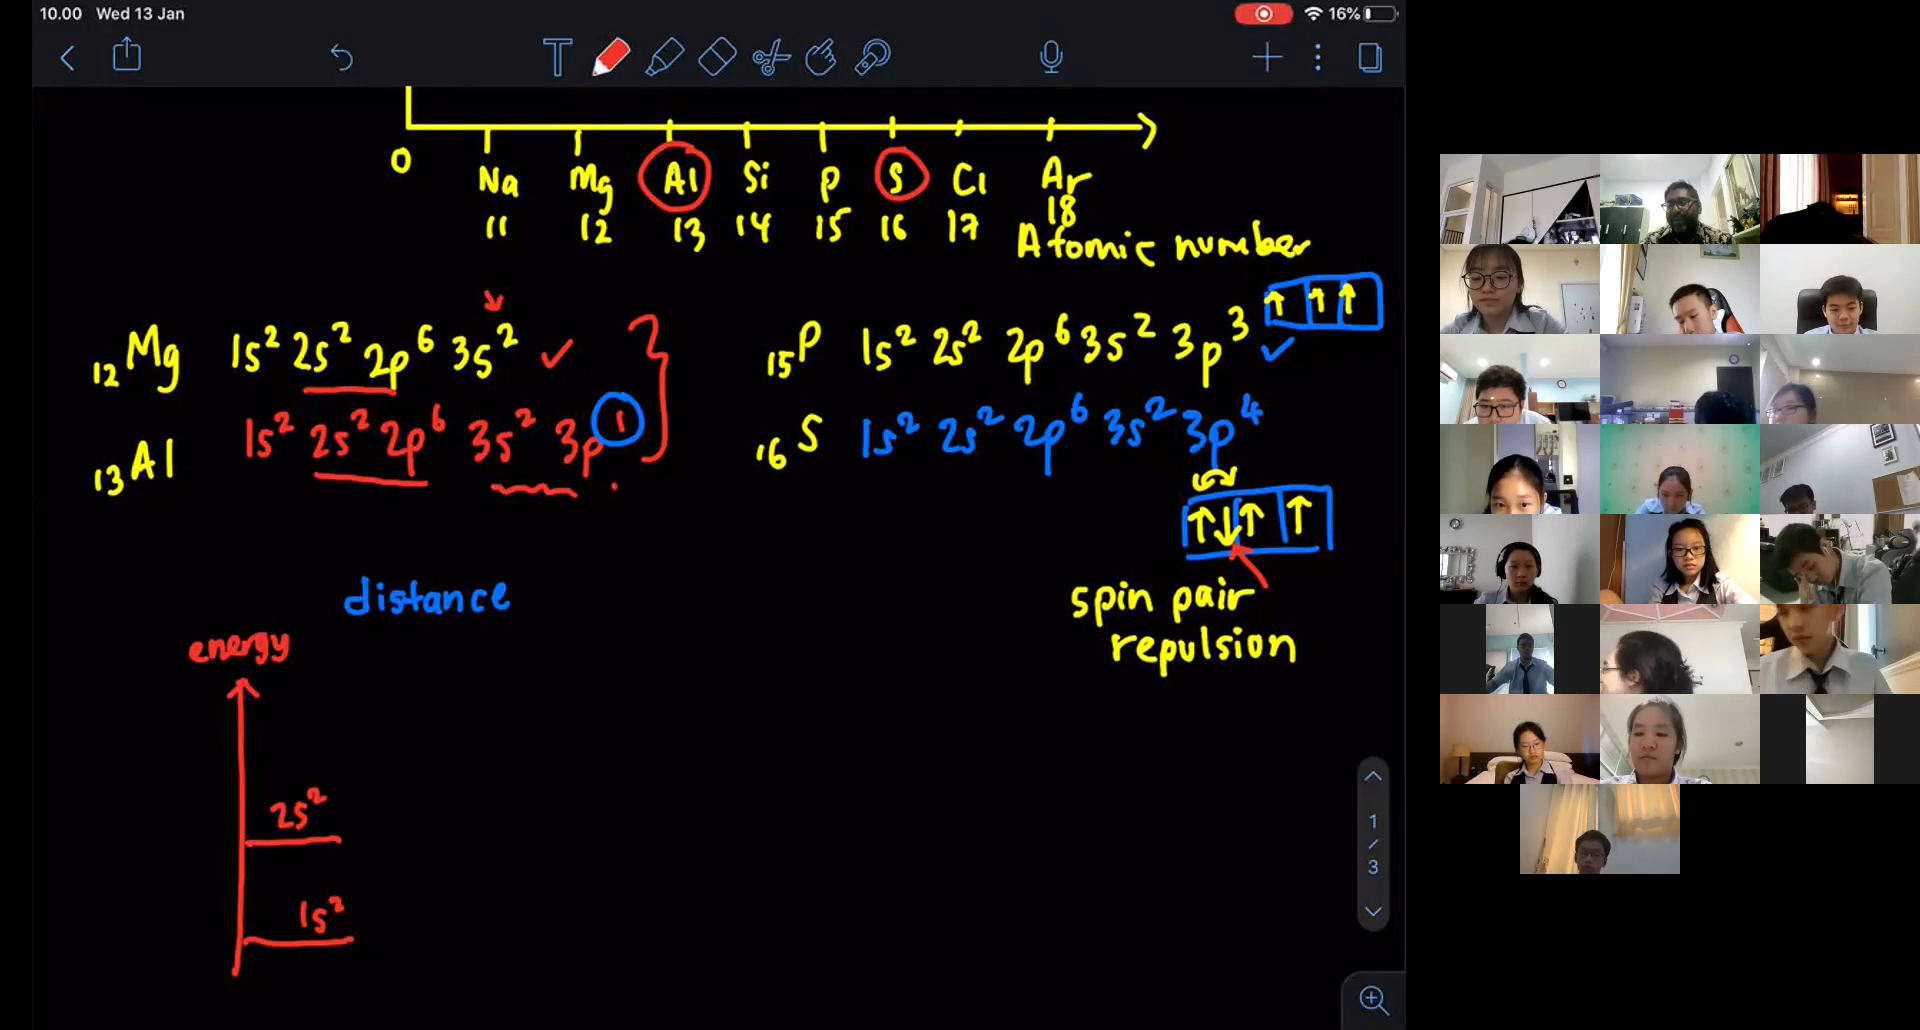 10.00 Wed 13 Jan
16%
0
Na Mg Al Si P S Cl Ar
11 12 13 14 15 16 17 18
Atomic number
12Mg 1s² 2s² 2p⁶ 3s² ✓
15P 1s² 2s² 2p⁶ 3s² 3p³ ↑ ↑ ↑ ✓
13Al 1s² 2s² 2p⁶ 3s² 3p¹
16S 1s² 2s² 2p⁶ 3s² 3p⁴
↑↓ ↑ ↑
distance
spin pair
repulsion
energy
2s²
1s²
1
/
3